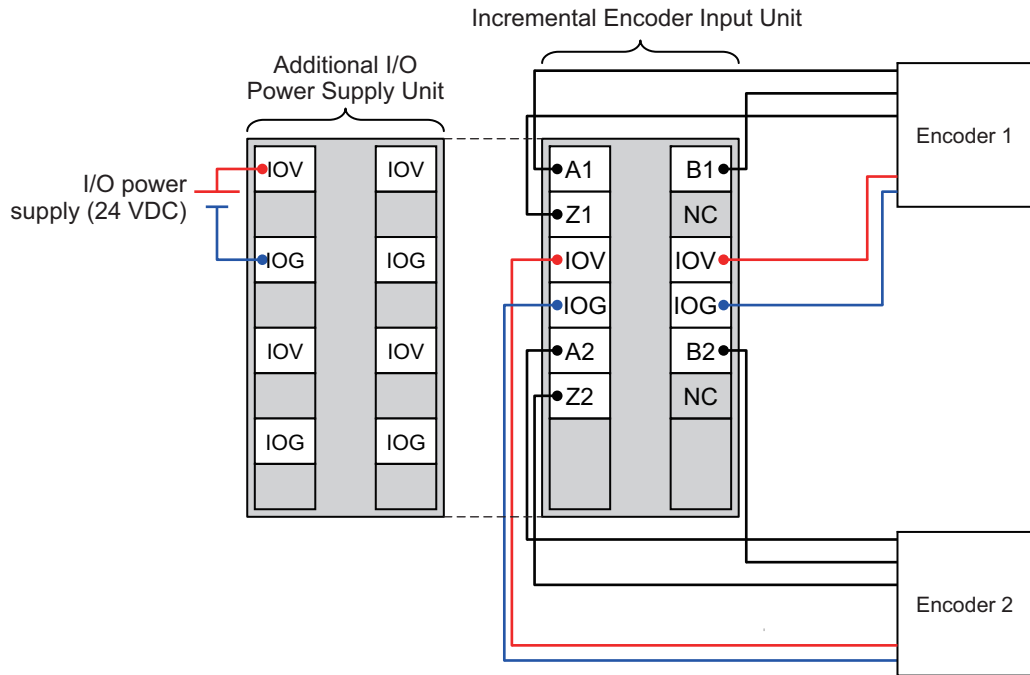 Incremental Encoder Input Unit
Additional I/O
Power Supply Unit
I/O power
supply (24 VDC)
IOV IOV
IOG IOG
IOV IOV
IOG IOG
A1 B1
Z1 NC
IOV IOV
IOG IOG
A2 B2
Z2 NC
Encoder 1
Encoder 2